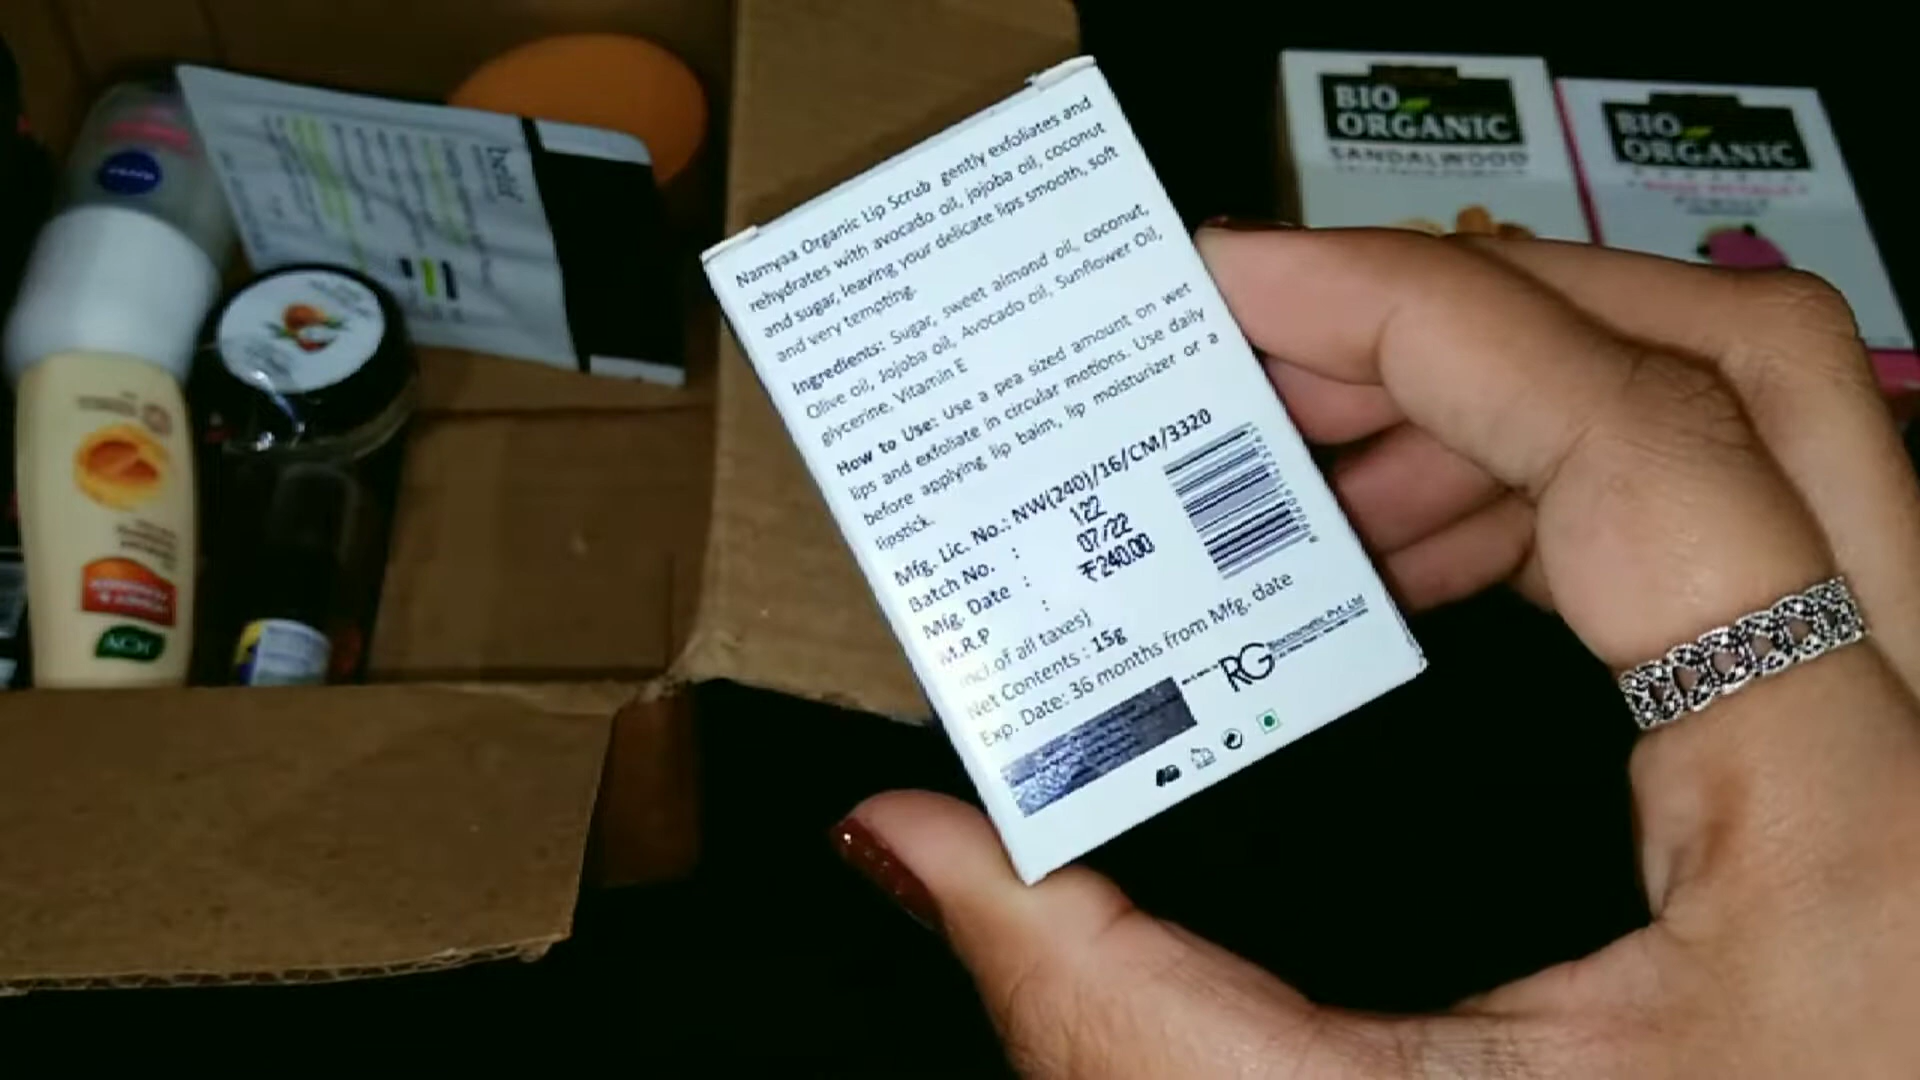 Namyaa Organic Lip Scrub gently exfoliates and
rehydrates with avocado oil, jojoba oil, coconut
and sugar, leaving your delicate lips smooth, soft
and very tempting.
Ingredients: Sugar, sweet almond oil, coconut,
Olive oil, Jojoba oil, Avocado oil, Sunflower Oil,
glycerine, Vitamin E
How to Use: Use a pea sized amount on wet
lips and exfoliate in circular motions. Use daily
before applying lip balm, lip moisturizer or a
lipstick.
Mfg. Lic. No.: NW(240)/16/CM/3320
Batch No. : 122
Mfg. Date : 07/22
M.R.P : ₹240.00
incl.of all taxes)
Net Contents : 15g
Exp. Date: 36 months from Mfg. date
RG
BIO
ORGANIC
SANDALWOOD
BIO
ORGANIC
NIVEA
JOY